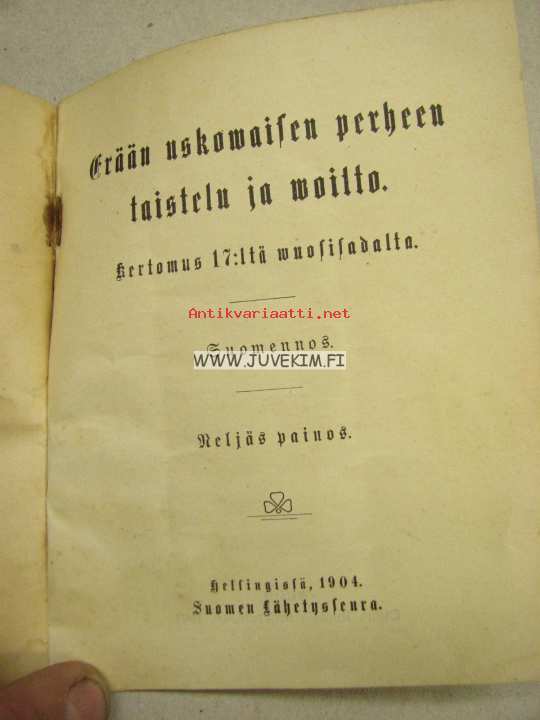 Erään uskowaisen perheen
taistelu ja woitto.
Kertomus 17:ltä wuosisadalta.
Antikvariaatti.net
Suomennos.
WWW.JUVEKIM.FI
Neljäs painos.
Helsingissä, 1904.
Suomen Lähetysseura.